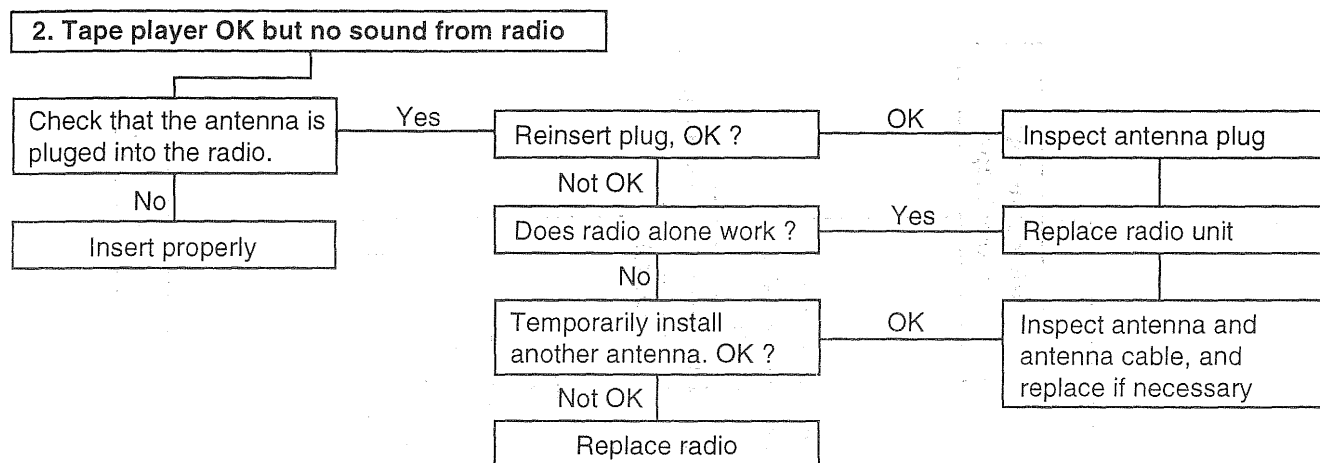 2. Tape player OK but no sound from radio
Check that the antenna is
pluged into the radio.
Yes
Reinsert plug, OK ?
OK
Inspect antenna plug
No
Not OK
Insert properly
Does radio alone work ?
Yes
Replace radio unit
No
Temporarily install
another antenna. OK ?
OK
Inspect antenna and
antenna cable, and
replace if necessary
Not OK
Replace radio